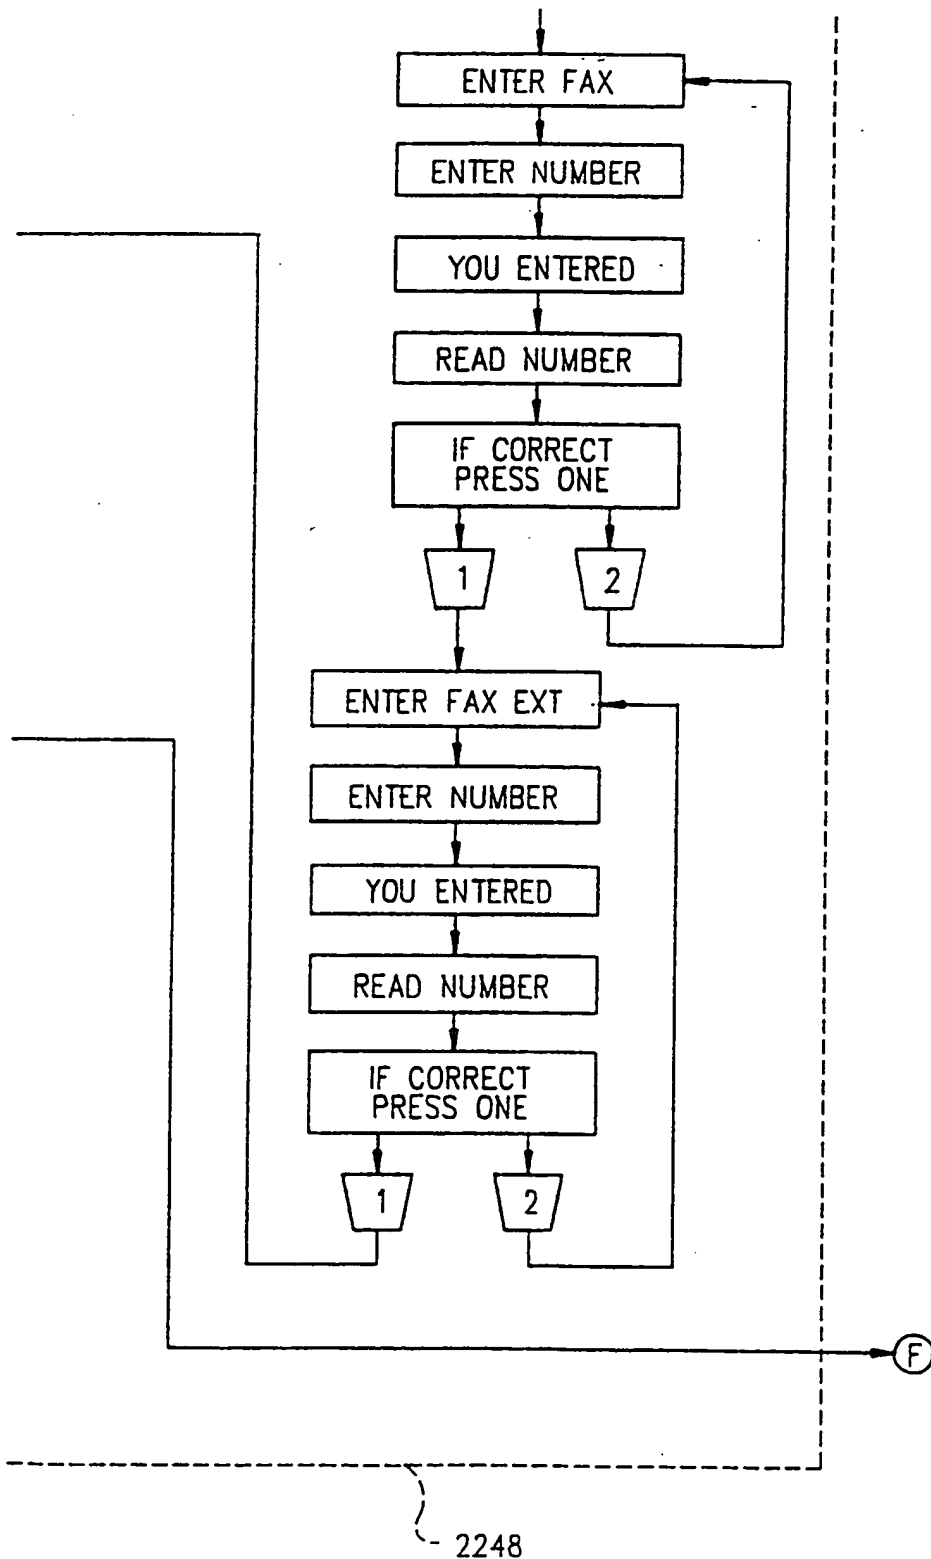 ENTER FAX
ENTER NUMBER
YOU ENTERED
READ NUMBER
IF CORRECT
PRESS ONE
1 2
ENTER FAX EXT
ENTER NUMBER
YOU ENTERED
READ NUMBER
IF CORRECT
PRESS ONE
1 2
F
2248